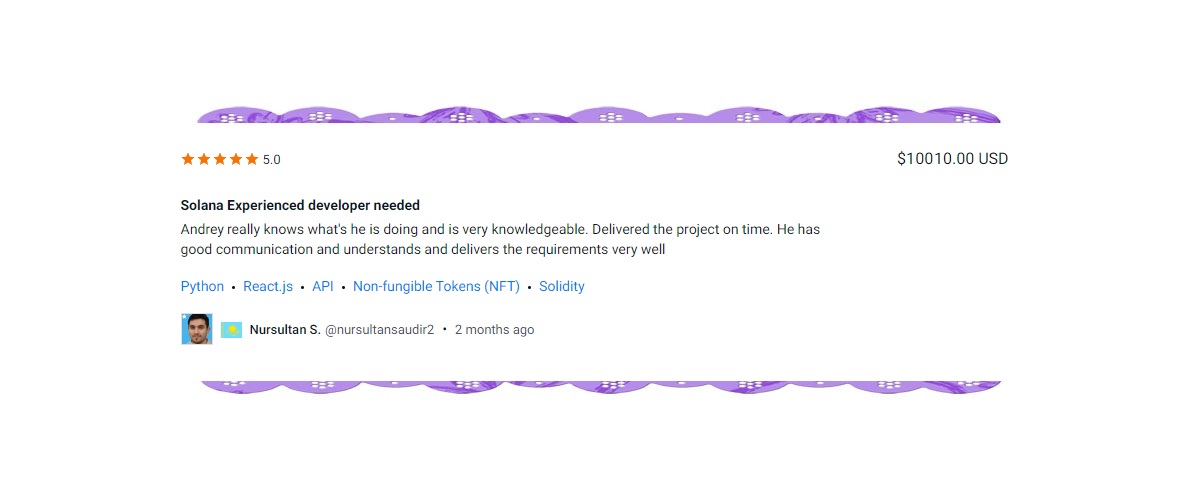 5.0
$10010.00 USD
Solana Experienced developer needed
Andrey really knows what's he is doing and is very knowledgeable. Delivered the project on time. He has
good communication and understands and delivers the requirements very well
Python • React.js • API • Non-fungible Tokens (NFT) • Solidity
Nursultan S. @nursultansaudir2 • 2 months ago